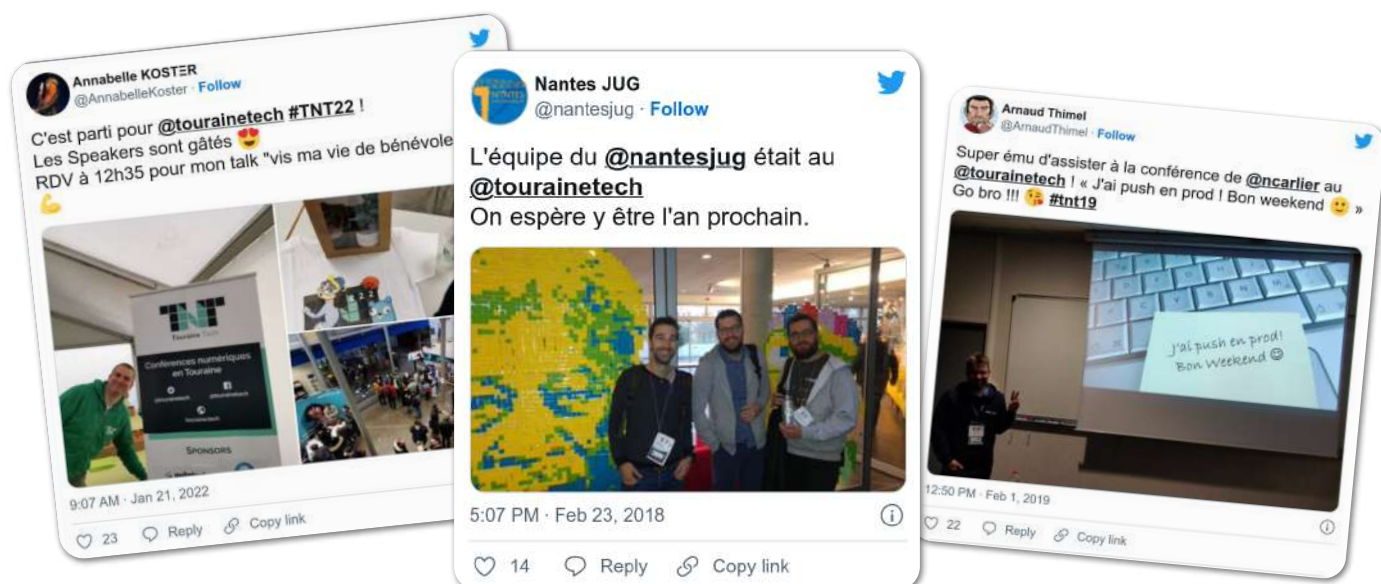 Annabelle KOSTΞR
@AnnabelleKoster · Follow
C'est parti pour @tourainetech #TNT22 !
Les Speakers sont gâtés 😍
RDV à 12h35 pour mon talk "vis ma vie de bénévole
💪
TNT
Touraine Tech
Conférences numériques
en Touraine
@tourainetech
@tourainetech
SPONSORS
9:07 AM · Jan 21, 2022
23 Reply Copy link
Nantes JUG
@nantesjug · Follow
L'équipe du @nantesjug était au
@tourainetech
On espère y être l'an prochain.
5:07 PM · Feb 23, 2018
14 Reply Copy link
Arnaud Thimel
@ArnaudThimel · Follow
Super ému d'assister à la conférence de @ncarlier au
@tourainetech ! « J'ai push en prod ! Bon weekend 🙂 »
Go bro !!! 😘 #tnt19
J'ai push en prod!
Bon Weekend ☺
12:50 PM · Feb 1, 2019
22 Reply Copy link